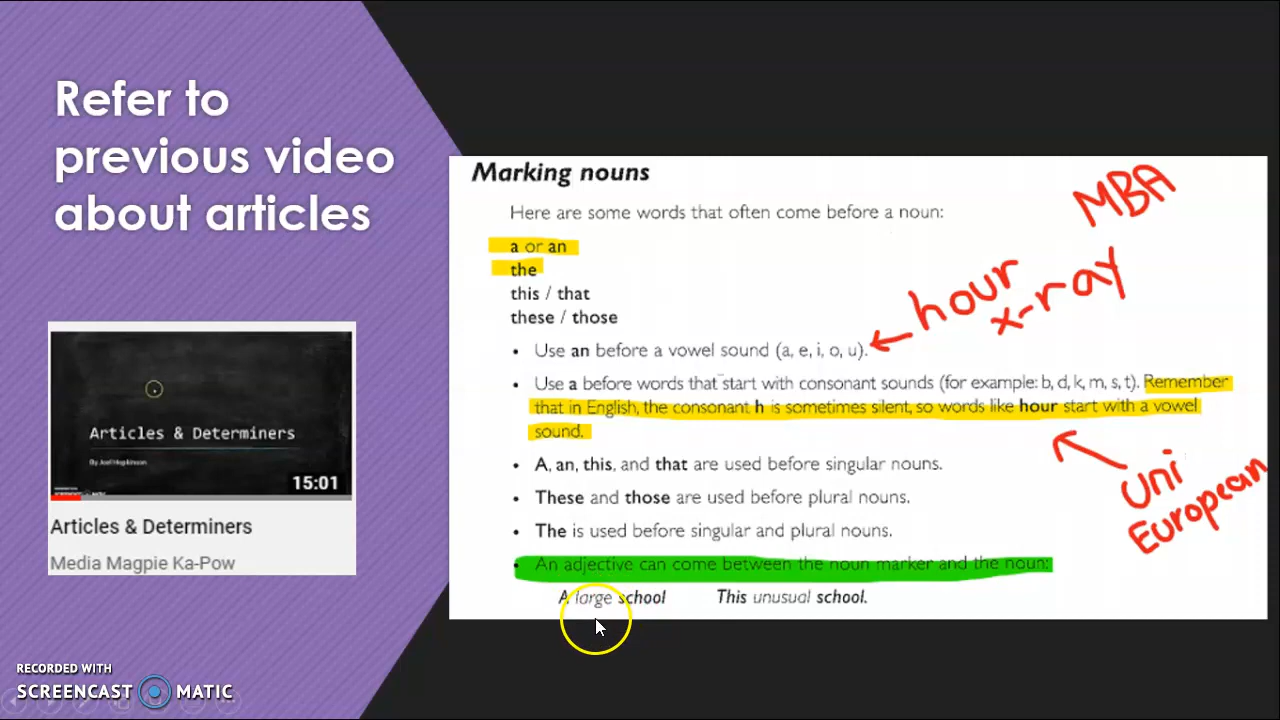 Refer to
previous video
about articles
Articles & Determiners
By Joel Hopkinson
15:01
Articles & Determiners
Media Magpie Ka-Pow
Marking nouns
Here are some words that often come before a noun:
a or an
the
this / that
these / those
• Use an before a vowel sound (a, e, i, o, u).
• Use a before words that start with consonant sounds (for example: b, d, k, m, s, t). Remember
that in English, the consonant h is sometimes silent, so words like hour start with a vowel
sound.
• A, an, this, and that are used before singular nouns.
• These and those are used before plural nouns.
• The is used before singular and plural nouns.
• An adjective can come between the noun marker and the noun:
A large school This unusual school.
MBA
hour
x-ray
Uni
European
RECORDED WITH
SCREENCAST MATIC